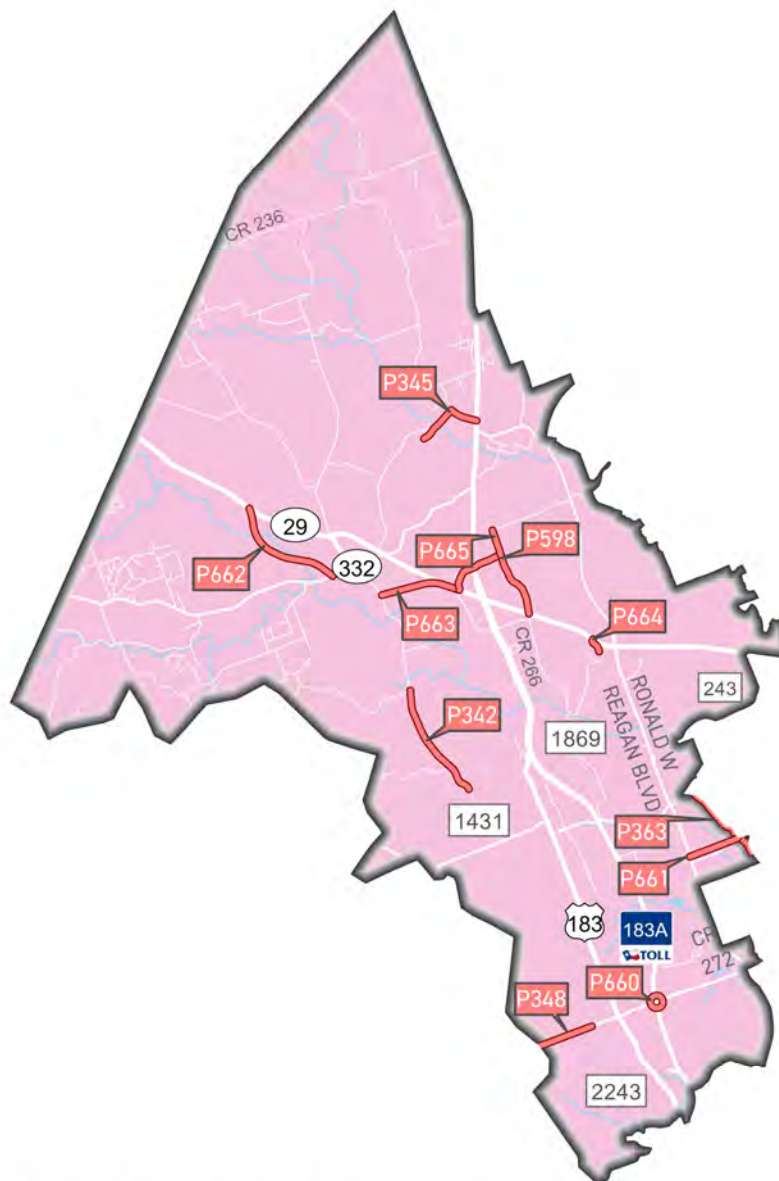 CR 236
P345
29
P665
P598
P662
332
P663
P664
CR 266
243
RONALD W
REAGAN BLVD
P342
1869
1431
P363
P661
183
183A
TOLL
CR
272
P660
P348
2243